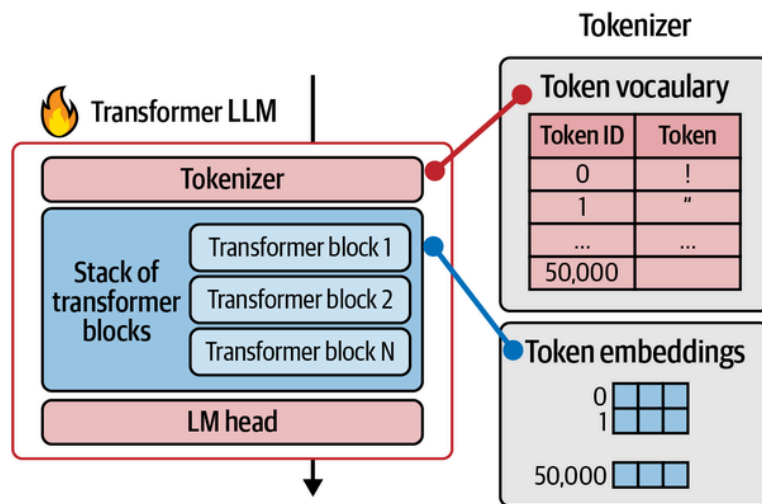 Tokenizer
Transformer LLM
Tokenizer
Stack of
transformer
blocks
Transformer block 1
Transformer block 2
Transformer block N
LM head
Token vocaulary
Token ID Token
0 !
1 "
... ...
50,000
Token embeddings
0
1
50,000